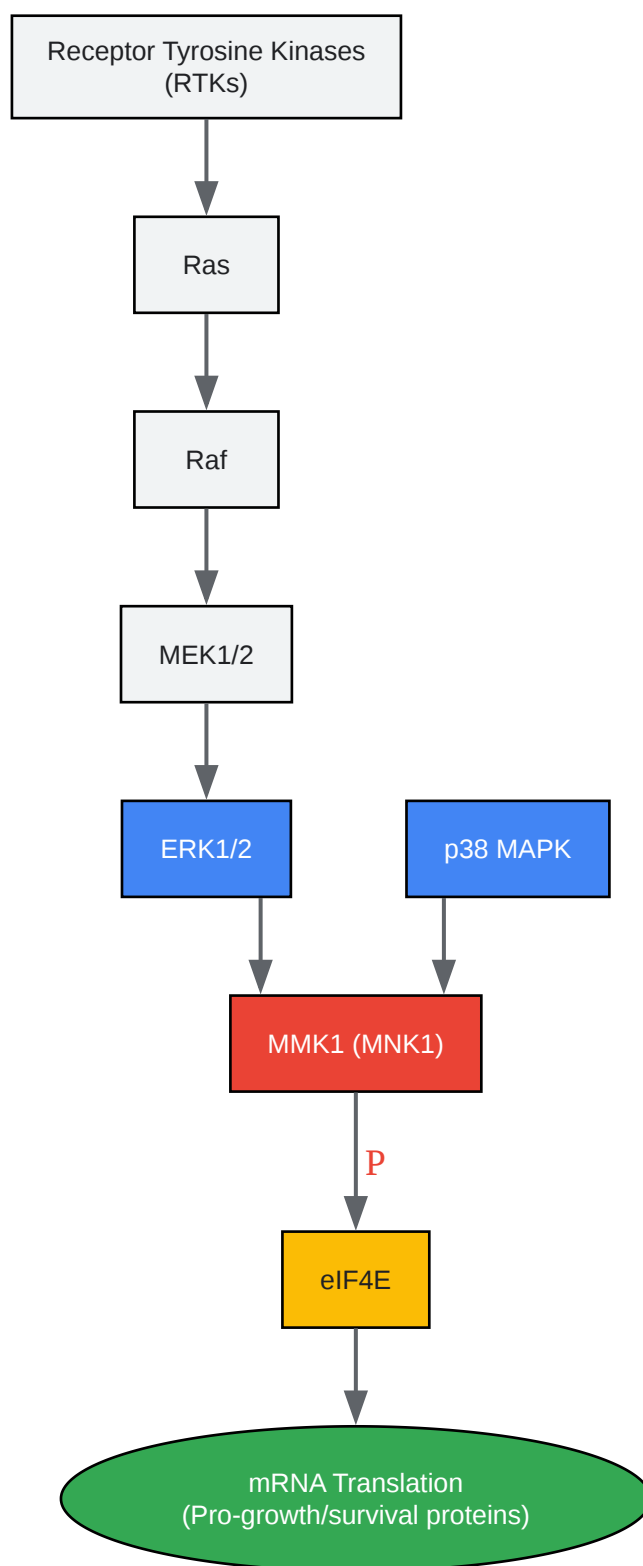 Receptor Tyrosine Kinases
(RTKs)
Ras
Raf
MEK1/2
ERK1/2
p38 MAPK
MMK1 (MNK1)
P
eIF4E
mRNA Translation
(Pro-growth/survival proteins)